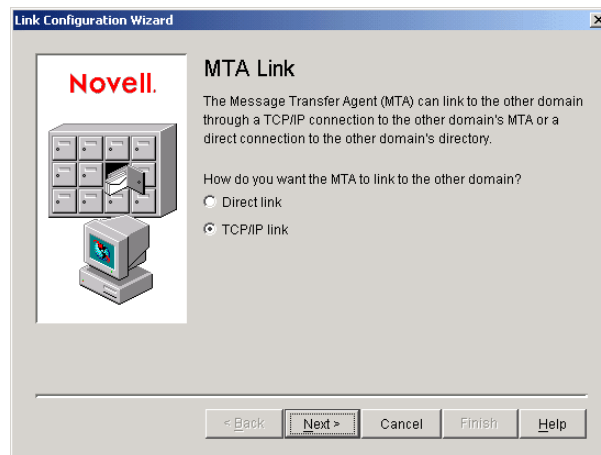 Link Configuration Wizard
Novell.
MTA Link
The Message Transfer Agent (MTA) can link to the other domain
through a TCP/IP connection to the other domain's MTA or a
direct connection to the other domain's directory.
How do you want the MTA to link to the other domain?
Direct link
TCP/IP link
< Back
Next >
Cancel
Finish
Help